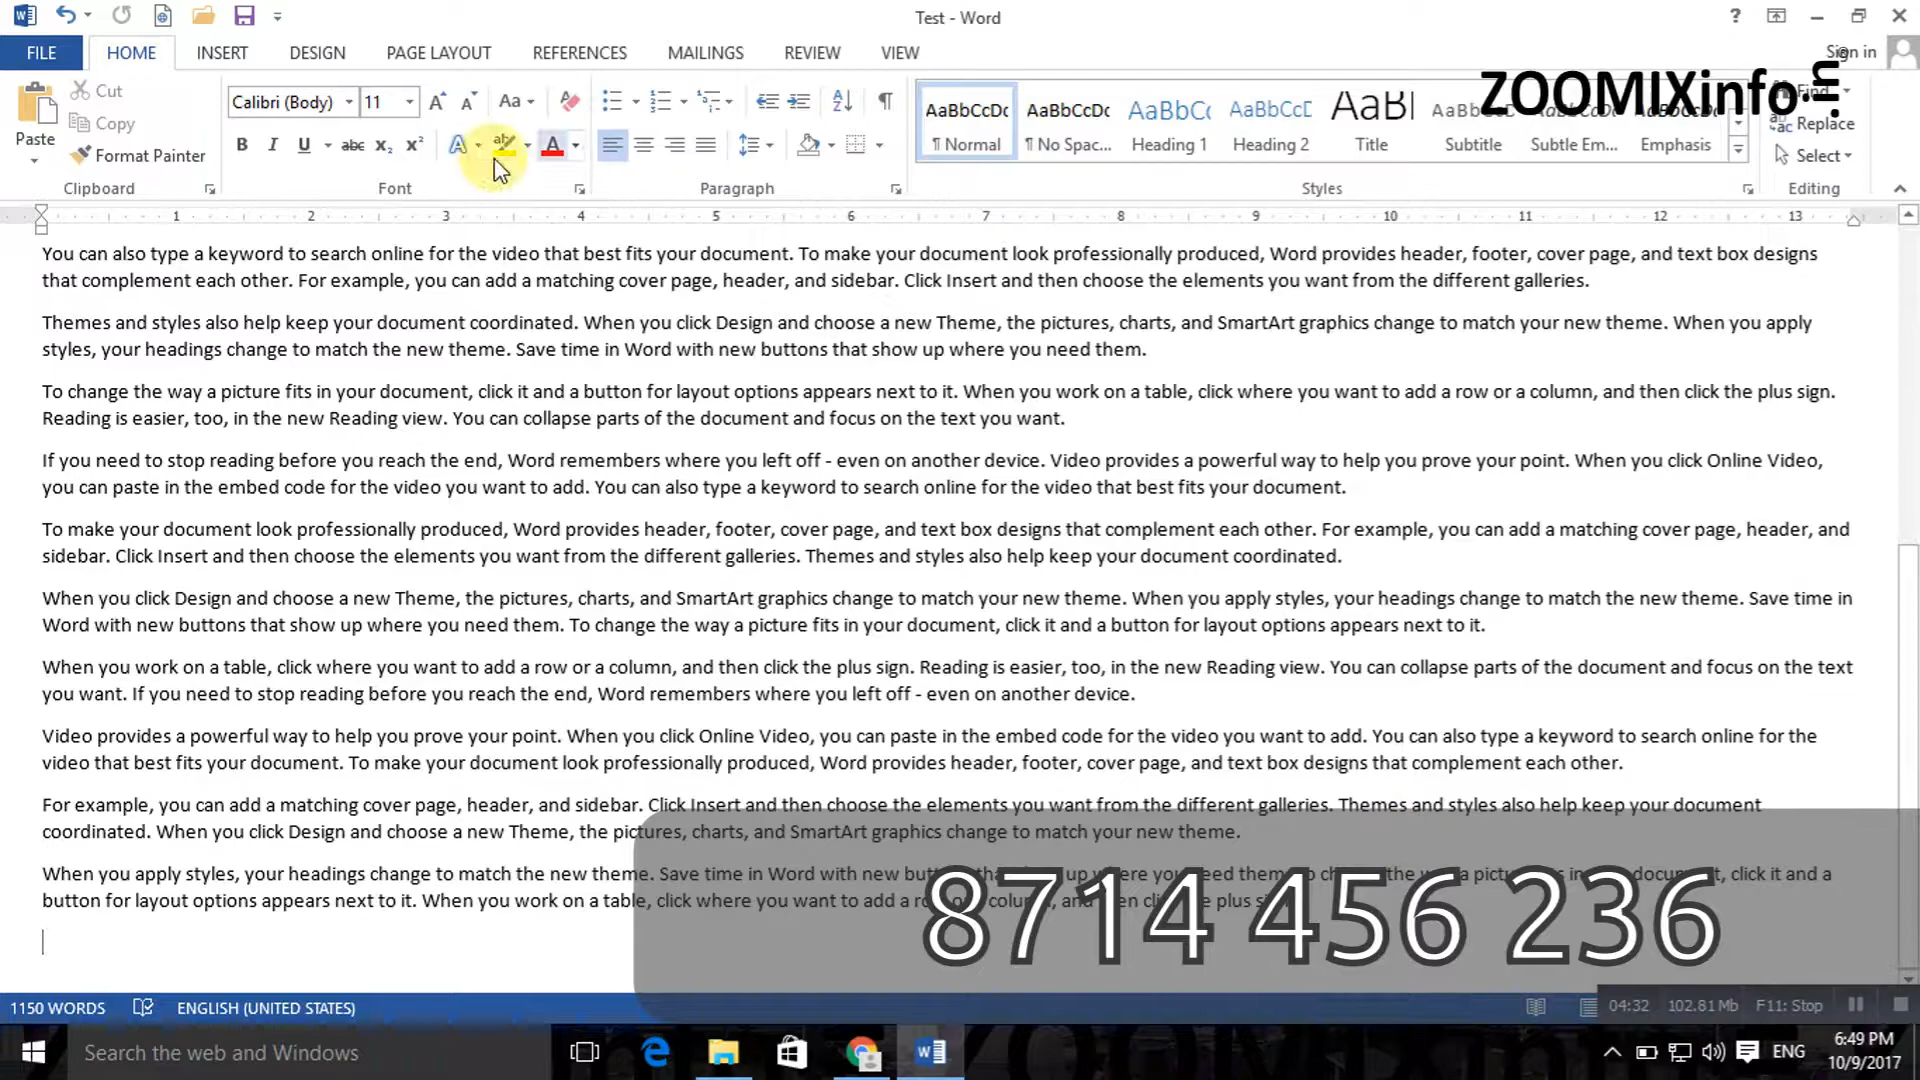 Test - Word
Sign in
FILE HOME INSERT DESIGN PAGE LAYOUT REFERENCES MAILINGS REVIEW VIEW
ZOOMIXinfo.in
Paste
Cut
Copy
Format Painter
Clipboard
Calibri (Body) 11
Font
Paragraph
AaBbCcDc AaBbCcDc AaBbCc AaBbCcD AaBl
¶ Normal ¶ No Spac... Heading 1 Heading 2 Title Subtitle Subtle Em... Emphasis
Styles
Find
Replace
Select
Editing
1 2 3 4 5 6 7 8 9 10 11 12 13
You can also type a keyword to search online for the video that best fits your document. To make your document look professionally produced, Word provides header, footer, cover page, and text box designs
that complement each other. For example, you can add a matching cover page, header, and sidebar. Click Insert and then choose the elements you want from the different galleries.
Themes and styles also help keep your document coordinated. When you click Design and choose a new Theme, the pictures, charts, and SmartArt graphics change to match your new theme. When you apply
styles, your headings change to match the new theme. Save time in Word with new buttons that show up where you need them.
To change the way a picture fits in your document, click it and a button for layout options appears next to it. When you work on a table, click where you want to add a row or a column, and then click the plus sign.
Reading is easier, too, in the new Reading view. You can collapse parts of the document and focus on the text you want.
If you need to stop reading before you reach the end, Word remembers where you left off - even on another device. Video provides a powerful way to help you prove your point. When you click Online Video,
you can paste in the embed code for the video you want to add. You can also type a keyword to search online for the video that best fits your document.
To make your document look professionally produced, Word provides header, footer, cover page, and text box designs that complement each other. For example, you can add a matching cover page, header, and
sidebar. Click Insert and then choose the elements you want from the different galleries. Themes and styles also help keep your document coordinated.
When you click Design and choose a new Theme, the pictures, charts, and SmartArt graphics change to match your new theme. When you apply styles, your headings change to match the new theme. Save time in
Word with new buttons that show up where you need them. To change the way a picture fits in your document, click it and a button for layout options appears next to it.
When you work on a table, click where you want to add a row or a column, and then click the plus sign. Reading is easier, too, in the new Reading view. You can collapse parts of the document and focus on the text
you want. If you need to stop reading before you reach the end, Word remembers where you left off - even on another device.
Video provides a powerful way to help you prove your point. When you click Online Video, you can paste in the embed code for the video you want to add. You can also type a keyword to search online for the
video that best fits your document. To make your document look professionally produced, Word provides header, footer, cover page, and text box designs that complement each other.
For example, you can add a matching cover page, header, and sidebar. Click Insert and then choose the elements you want from the different galleries. Themes and styles also help keep your document
coordinated. When you click Design and choose a new Theme, the pictures, charts, and SmartArt graphics change to match your new theme.
When you apply styles, your headings change to match the new theme. Save time in Word with new up where you need the document, click it and a
button for layout options appears next to it. When you work on a table, click where you want to add a and then the plus
8714 456 236
1150 WORDS ENGLISH (UNITED STATES)
04:32 102.81 Mb F11: Stop
Search the web and Windows
ENG
6:49 PM
10/9/2017